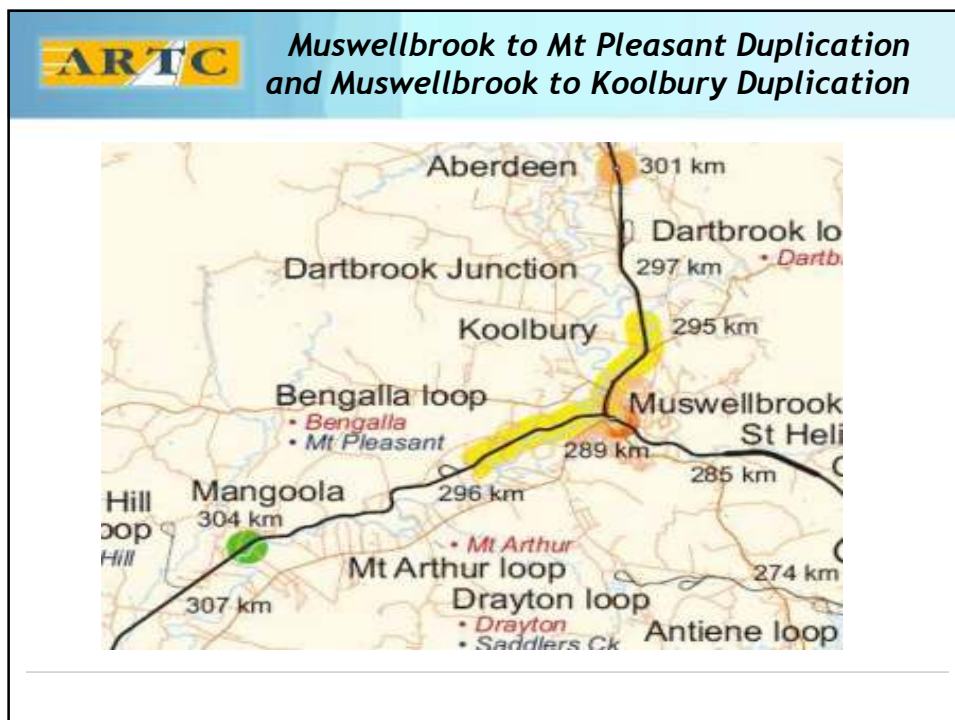 ARTC
Muswellbrook to Mt Pleasant Duplication
and Muswellbrook to Koolbury Duplication
Aberdeen
301 km
Dartbrook lo
• Dartb
Dartbrook Junction
297 km
Koolbury
295 km
Bengalla loop
• Bengalla
• Mt Pleasant
Muswellbrook
St Heli
289 km
285 km
296 km
Mangoola
304 km
Hill
oop
Hill
• Mt Arthur
Mt Arthur loop
274 km
Drayton loop
• Drayton
• Saddlers Ck
307 km
Antiene loop